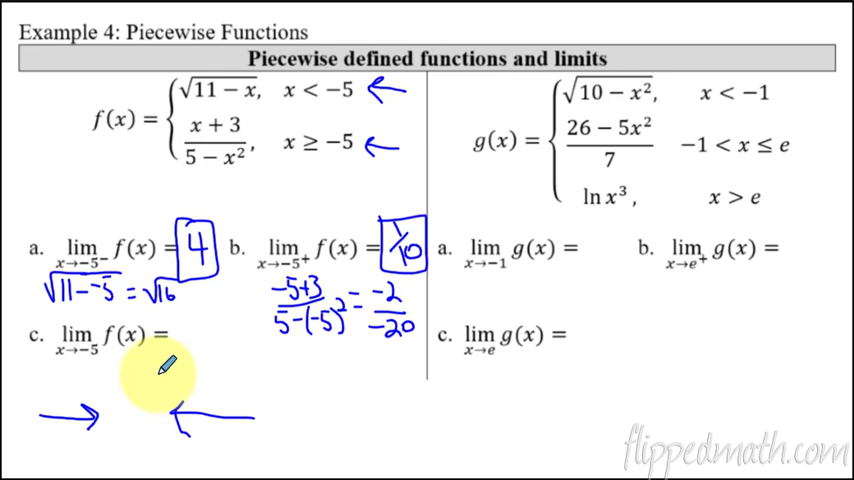 Example 4: Piecewise Functions
Piecewise defined functions and limits
f(x) = { √(11 − x), x < −5 ←
(x + 3)/(5 − x²), x ≥ −5 ←
g(x) = { √(10 − x²), x < −1
(26 − 5x²)/7, −1 < x ≤ e
ln x³, x > e
a. lim x→−5⁻ f(x) = 4
√(11 − −5) = √16
b. lim x→−5⁺ f(x) = 1/10
(−5+3)/(5−(−5)²) = −2/−20
c. lim x→−5 f(x) =
→ ←
a. lim x→−1 g(x) =
b. lim x→e⁺ g(x) =
c. lim x→e g(x) =
flippedmath.com